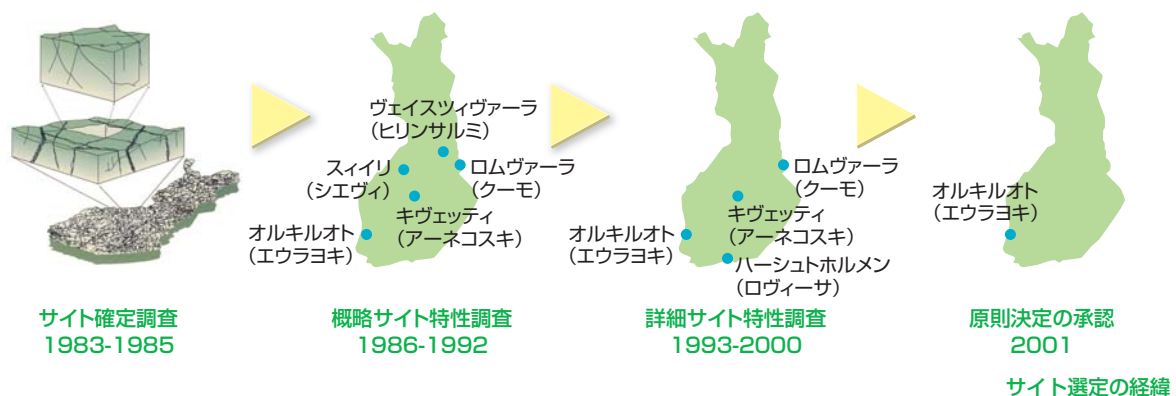 ヴェイスツィヴァーラ
(ヒリンサルミ)
スィイリ
(シエヴィ)
ロムヴァーラ
(クーモ)
キヴェッティ
(アーネコスキ)
オルキルオト
(エウラヨキ)
ロムヴァーラ
(クーモ)
キヴェッティ
(アーネコスキ)
オルキルオト
(エウラヨキ)
ハーシュトホルメン
(ロヴィーサ)
オルキルオト
(エウラヨキ)
サイト確定調査
1983-1985
概略サイト特性調査
1986-1992
詳細サイト特性調査
1993-2000
原則決定の承認
2001
サイト選定の経緯